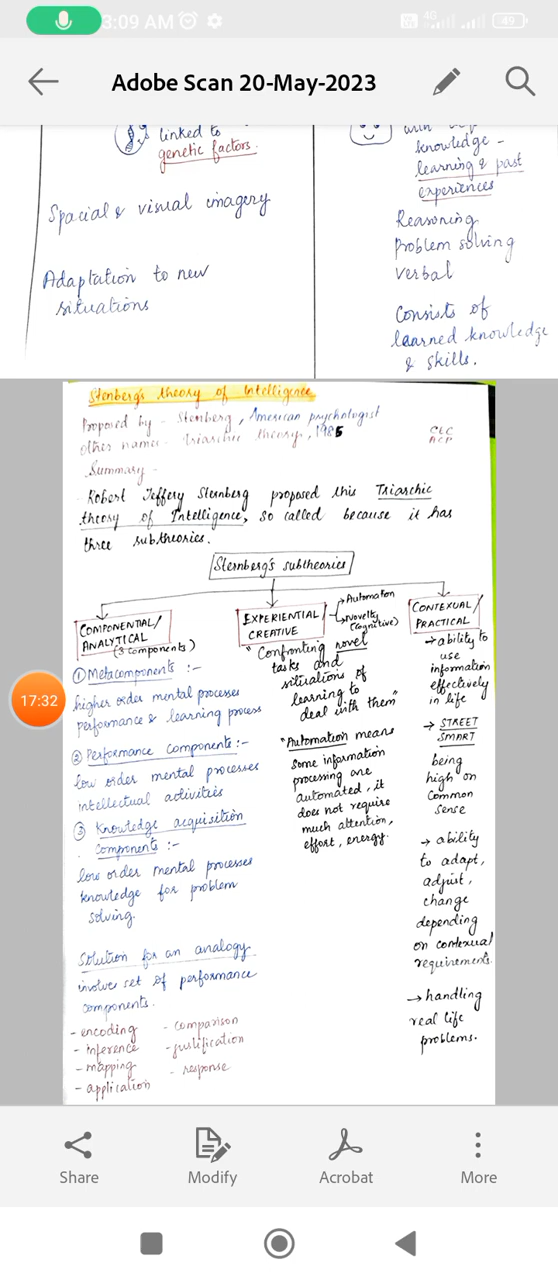 3:09 AM
4G
49
Adobe Scan 20-May-2023
linked to
genetic factors.
Spacial & visual imagery
Adaptation to new
situations
knowledge -
learning & past
experiences
Reasoning
Problem solving
Verbal
Consists of
learned knowledge
& skills.
Stenberg's theory of Intelligence
Proposed by - Stenberg, American psychologist
other names - Triarchic theory, 1985
CEC
ACP
Summary -
Robert Jeffery Sternberg proposed this Triarchic
theory of Intelligence, so called because it has
three subtheories.
Sternberg's subtheories
COMPONENTIAL/
ANALYTICAL
(3 components)
① Metacomponents :-
higher order mental processes
performance & learning process
② Performance components:-
low order mental processes
intellectual activities
③ Knowledge acquisition
components :-
low order mental processes
knowledge for problem
solving.
Solution for an analogy
involves set of performance
components.
- encoding
- inference
- mapping
- application
- comparison
- justification
- response
EXPERIENTIAL/
CREATIVE
Automation
Novelty
(cognitive)
"Confronting novel
tasks and
situations of
learning to
deal with them"
"Automation means
some information
processing are
automated, it
does not require
much attention,
effort, energy.
CONTEXUAL/
PRACTICAL
→ ability to
use
information
effectively
in life
→ STREET
SMART
being
high on
common
sense
→ ability
to adapt,
adjust,
change
depending
on contexual
requirements.
→ handling
real life
problems.
17:32
Share
Modify
Acrobat
More